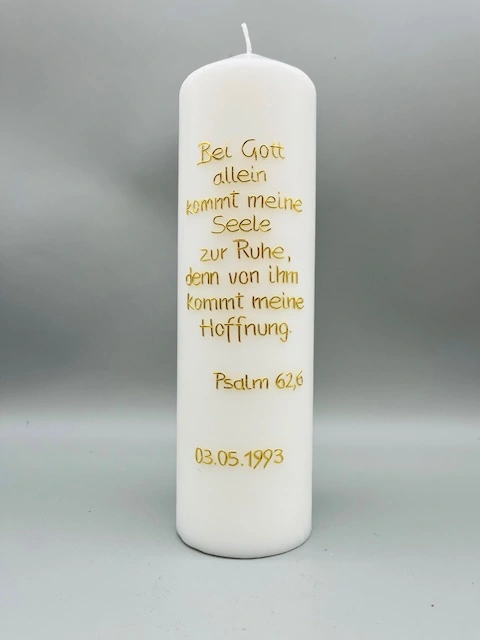 Bei Gott
allein
kommt meine
Seele
zur Ruhe,
denn von ihm
kommt meine
Hoffnung.
Psalm 62,6
03.05.1993